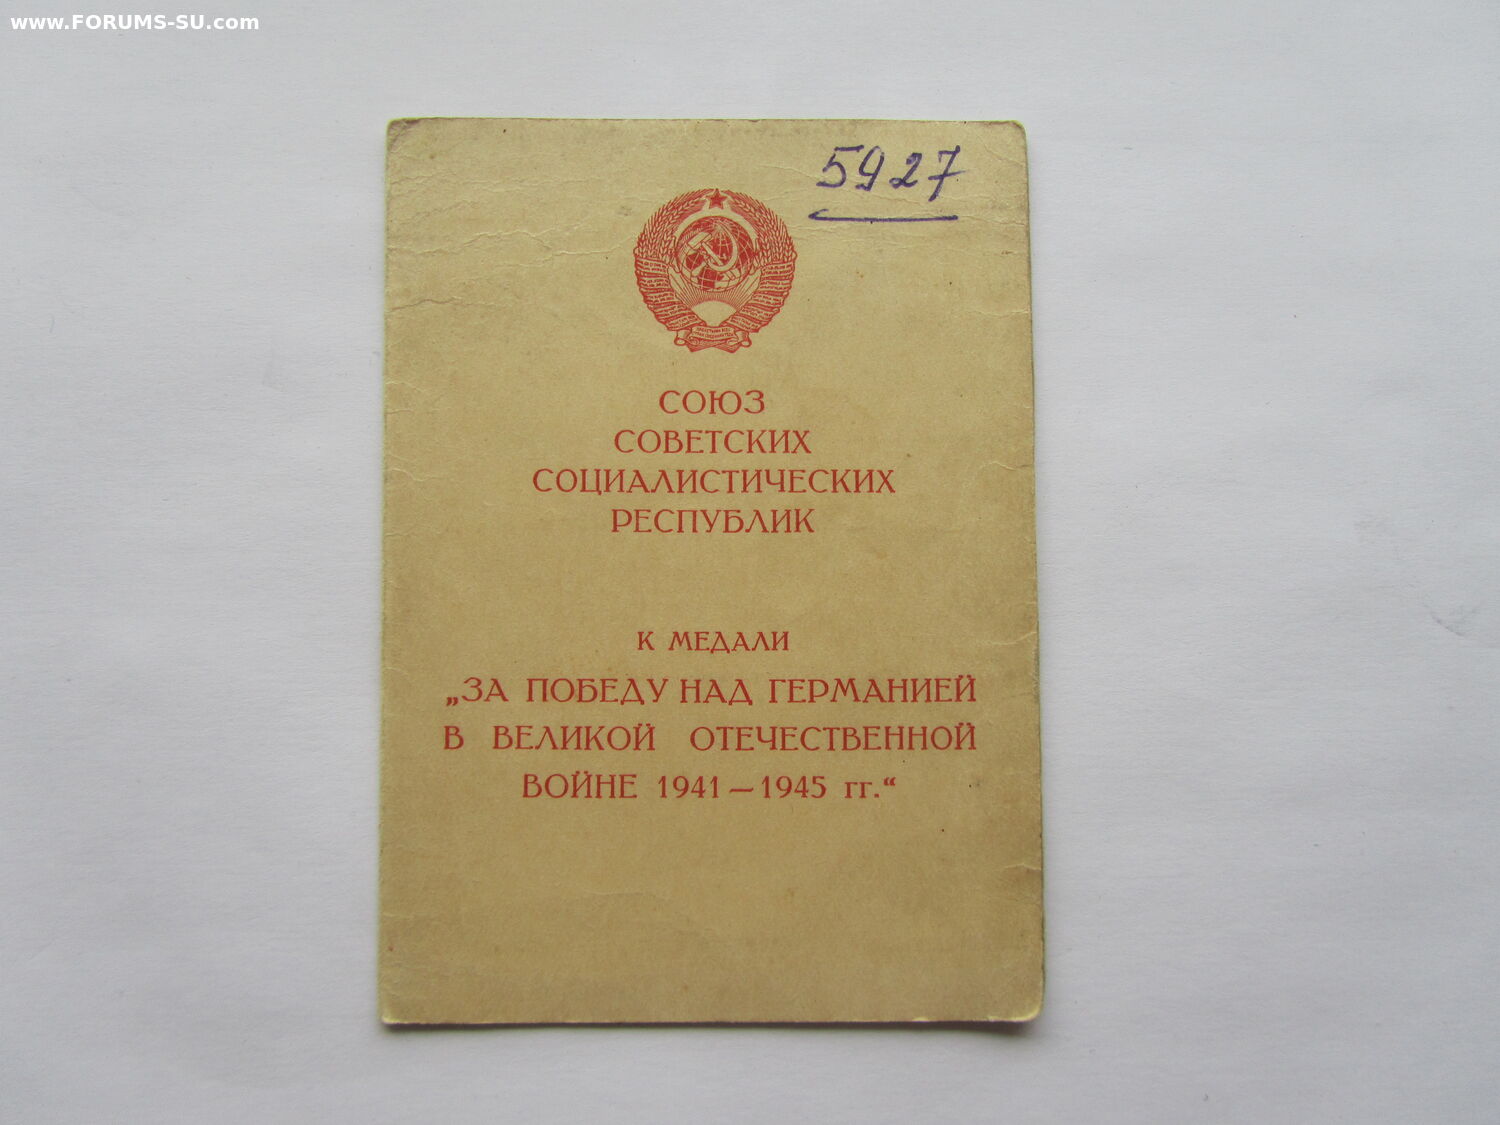 www.FORUMS-SU.com
5927
СОЮЗ
СОВЕТСКИХ
СОЦИАЛИСТИЧЕСКИХ
РЕСПУБЛИК
К МЕДАЛИ
„ЗА ПОБЕДУ НАД ГЕРМАНИЕЙ
В ВЕЛИКОЙ ОТЕЧЕСТВЕННОЙ
ВОЙНЕ 1941—1945 гг.“